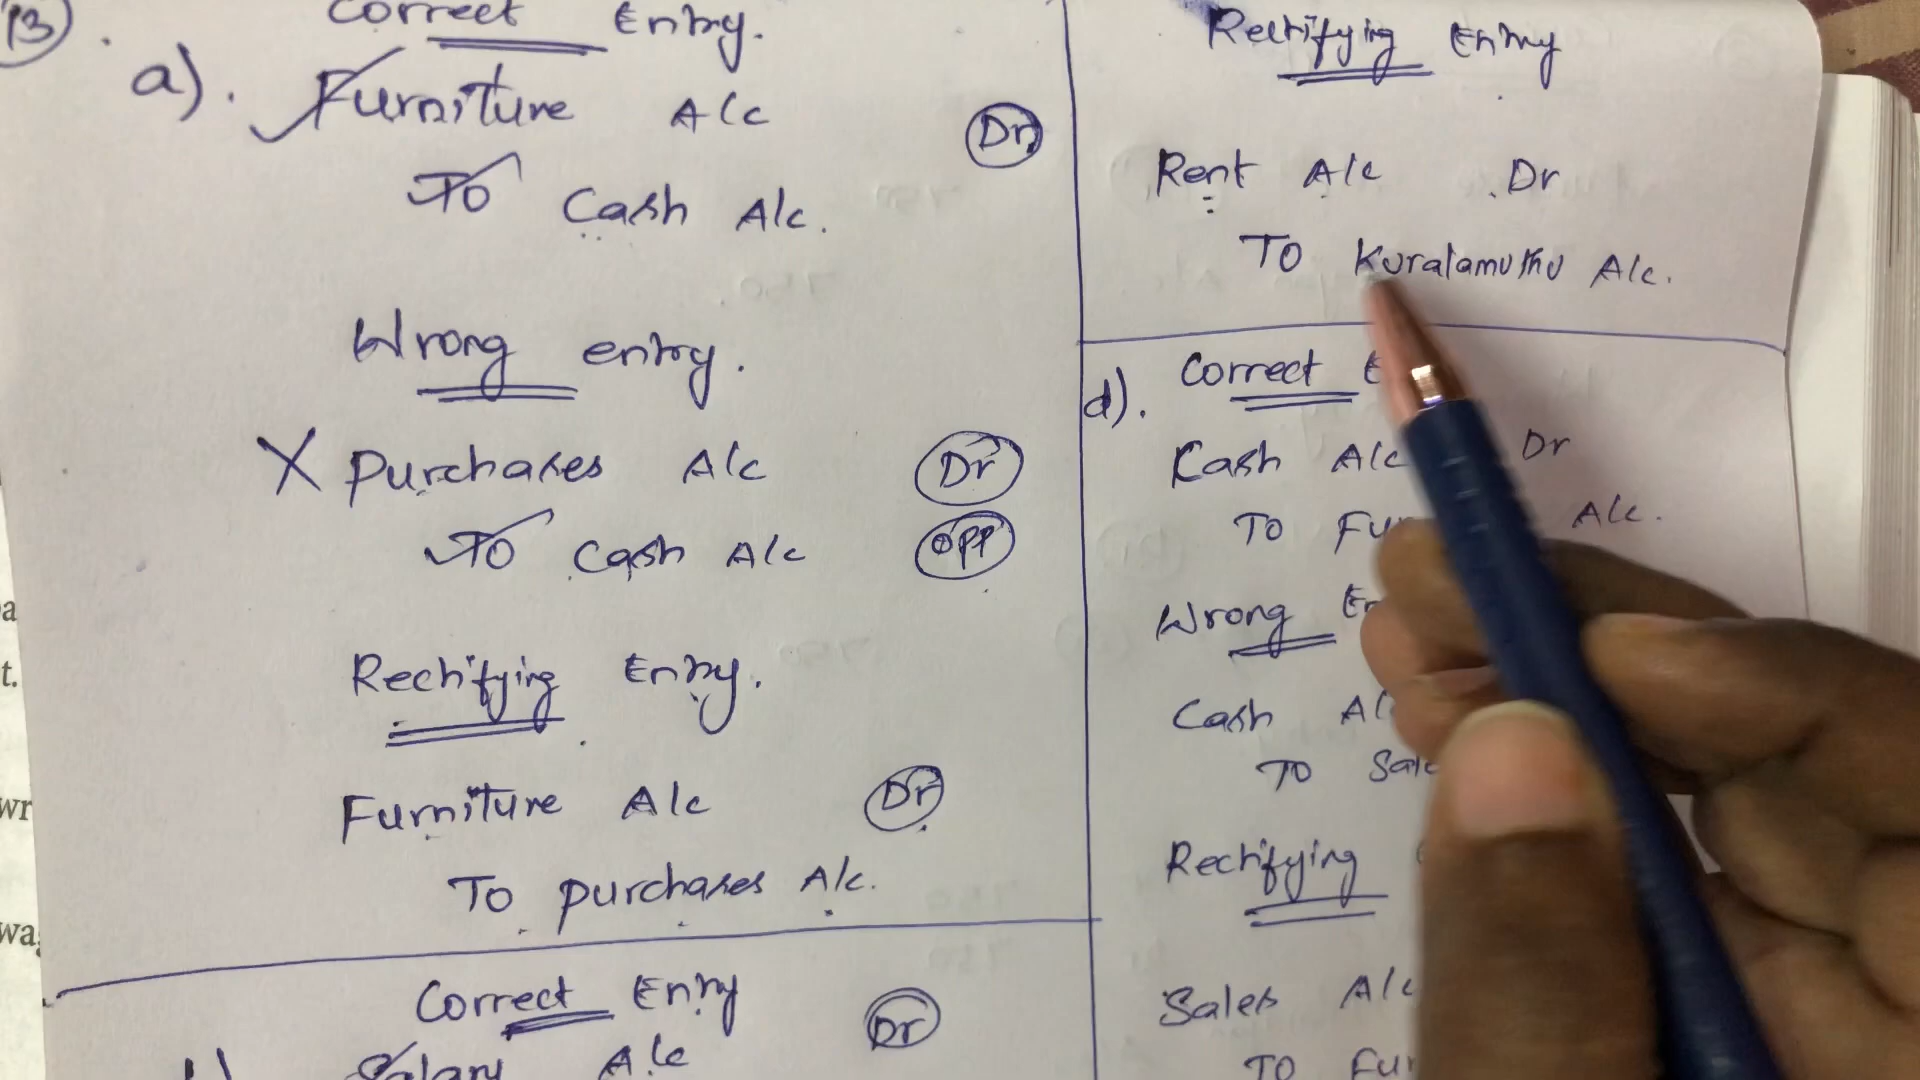 13).
Correct Entry.
a). Furniture A/c Dr
To Cash A/c.
Wrong entry.
X Purchases A/c Dr
To Cash A/c opp
Rectifying Entry.
Furniture A/c Dr
To purchases A/c.
Correct Entry
Salary A/c Dr
Rectifying Entry
Rent A/c Dr
To Kuralamuthu A/c.
d). Correct
Cash A/c Dr
To A/c.
Wrong
Cash
To
Rectifying
Sales A/c
To